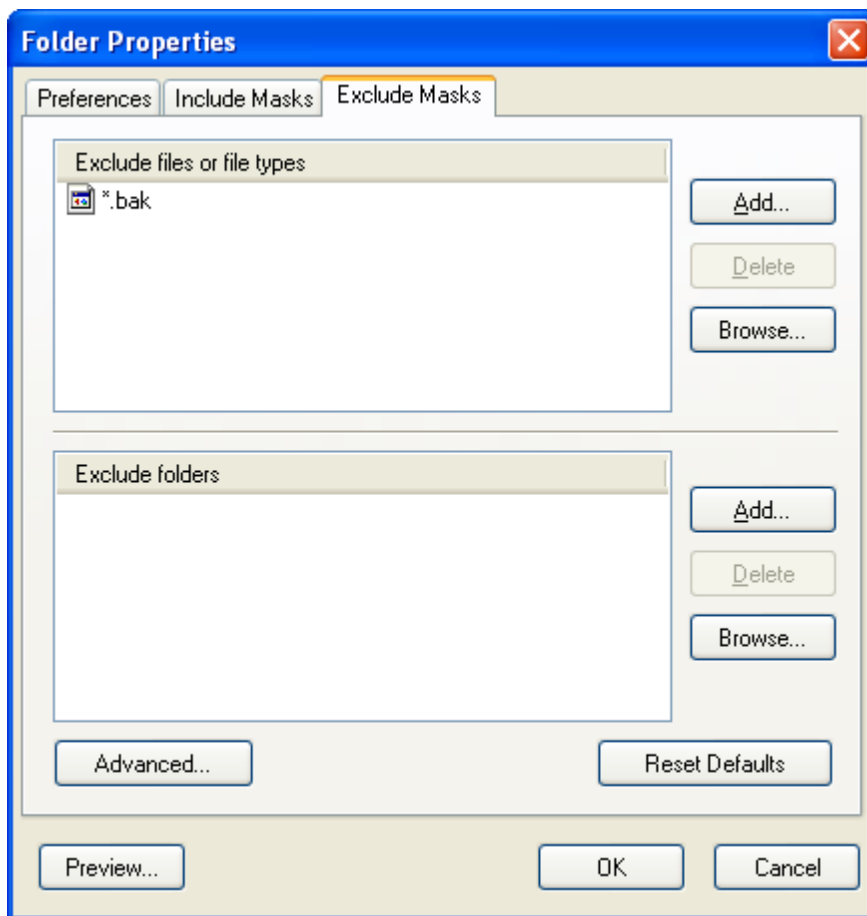 Folder Properties
Preferences Include Masks Exclude Masks
Exclude files or file types
*.bak
Add...
Delete
Browse...
Exclude folders
Add...
Delete
Browse...
Advanced... Reset Defaults
Preview... OK Cancel